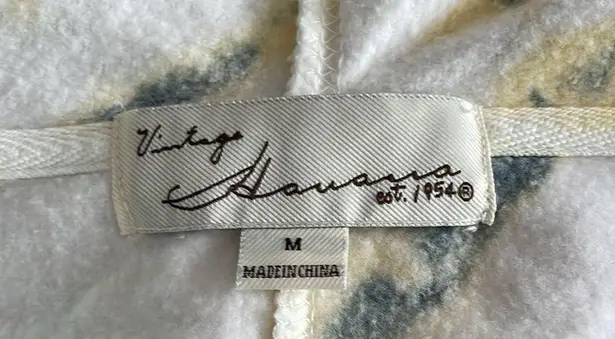 Vintage
Havana
est. 1954®
M
MADE IN CHINA